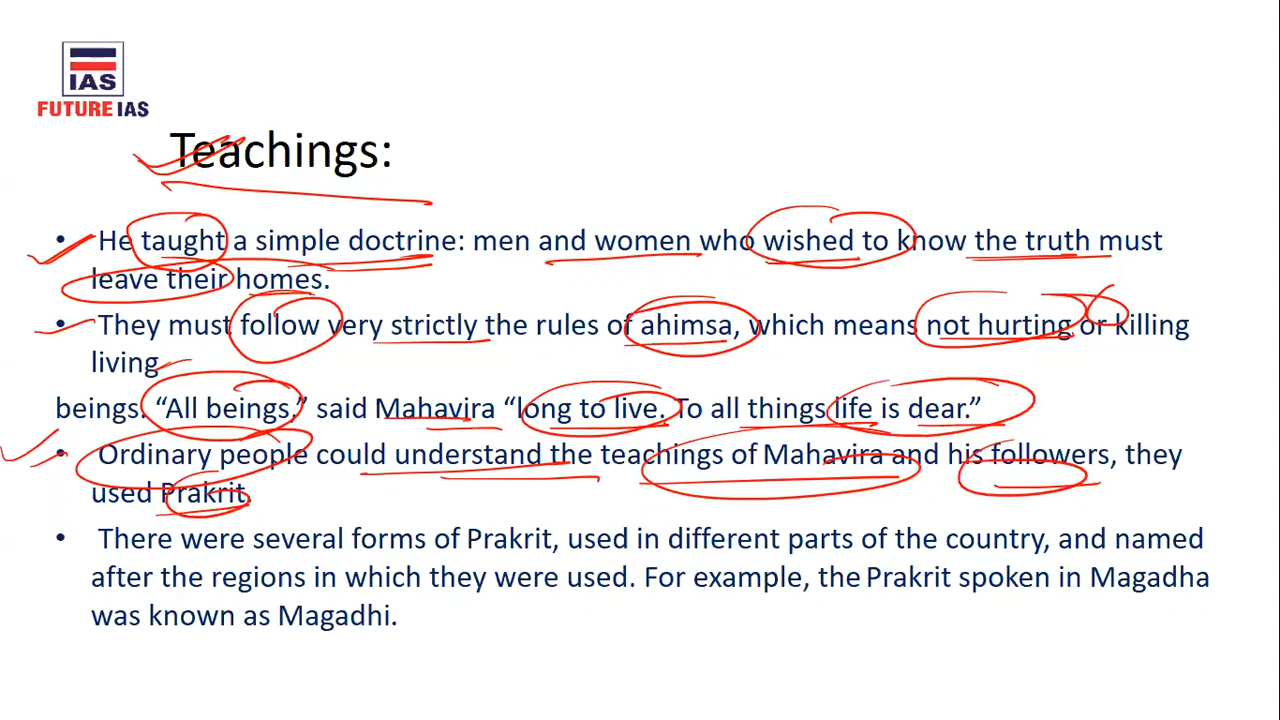 IAS
FUTURE IAS
Teachings:
• He taught a simple doctrine: men and women who wished to know the truth must
leave their homes.
• They must follow very strictly the rules of ahimsa, which means not hurting or killing
living
beings. “All beings,” said Mahavira “long to live. To all things life is dear.”
• Ordinary people could understand the teachings of Mahavira and his followers, they
used Prakrit.
• There were several forms of Prakrit, used in different parts of the country, and named
after the regions in which they were used. For example, the Prakrit spoken in Magadha
was known as Magadhi.